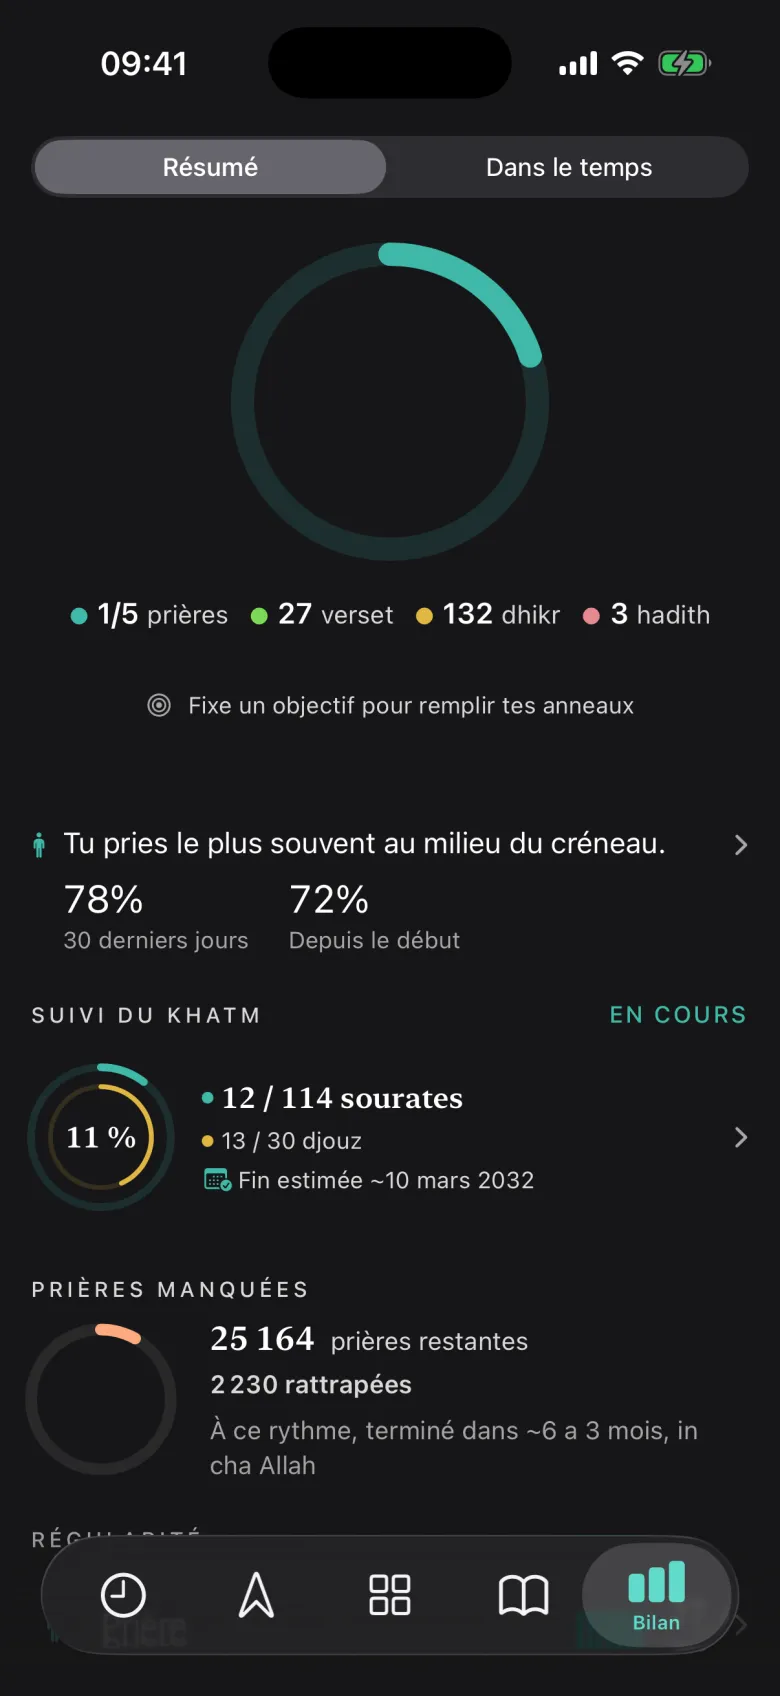 09:41
Résumé
Dans le temps
1/5 prières 27 verset 132 dhikr 3 hadith
Fixe un objectif pour remplir tes anneaux
Tu pries le plus souvent au milieu du créneau.
78% 72%
30 derniers jours Depuis le début
SUIVI DU KHATM EN COURS
11 %
12 / 114 sourates
13 / 30 djouz
Fin estimée ~10 mars 2032
PRIÈRES MANQUÉES
25 164 prières restantes
2 230 rattrapées
À ce rythme, terminé dans ~6 a 3 mois, in
cha Allah
RÉGULARITÉ
Bilan